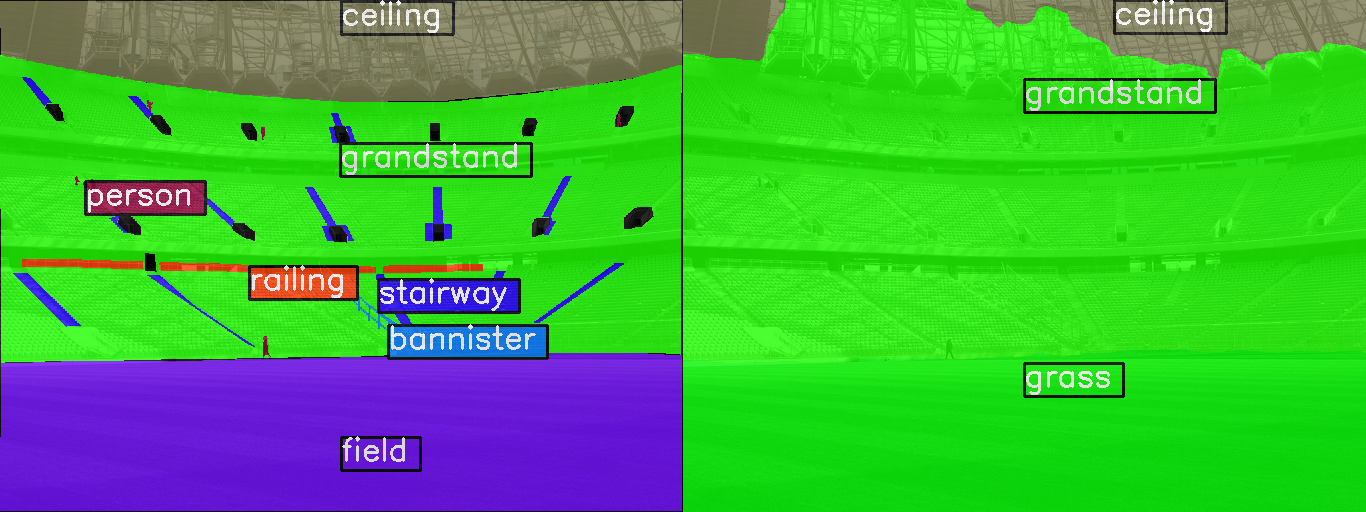 ceiling
grandstand
person
railing
stairway
bannister
field
ceiling
grandstand
grass